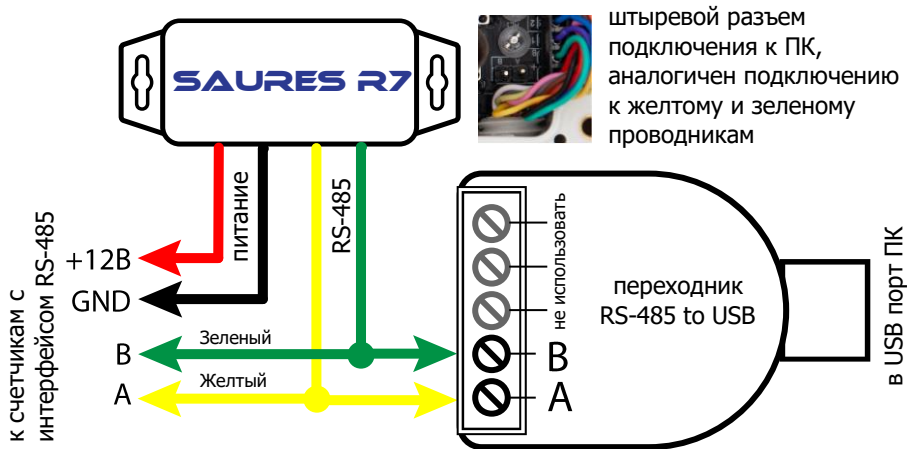 штыревой разъем
подключения к ПК,
аналогичен подключению
к желтому и зеленому
проводникам
SAURES R7
питание
RS-485
к счетчикам с
интерфейсом RS-485
+12В
GND
B
Зеленый
A
Желтый
не использовать
B
A
переходник
RS-485 to USB
в USB порт ПК